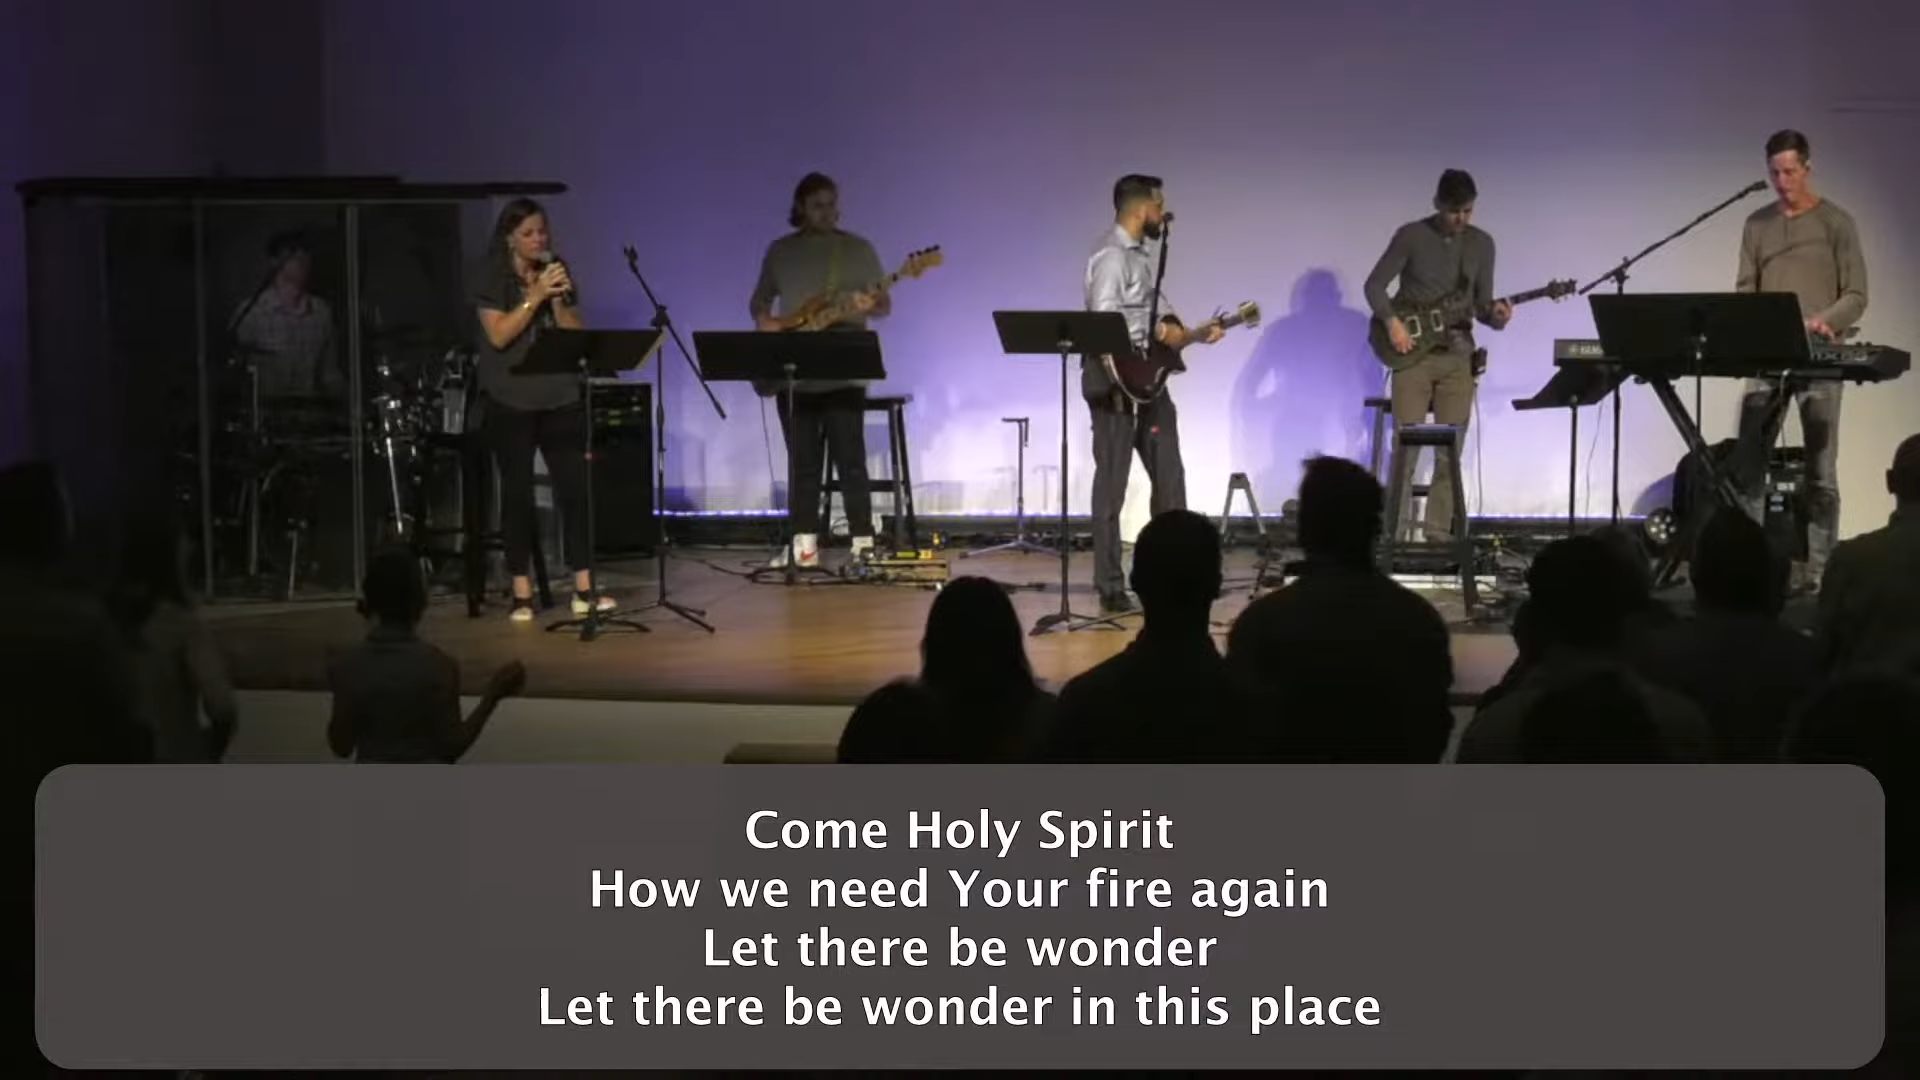 Come Holy Spirit
How we need Your fire again
Let there be wonder
Let there be wonder in this place